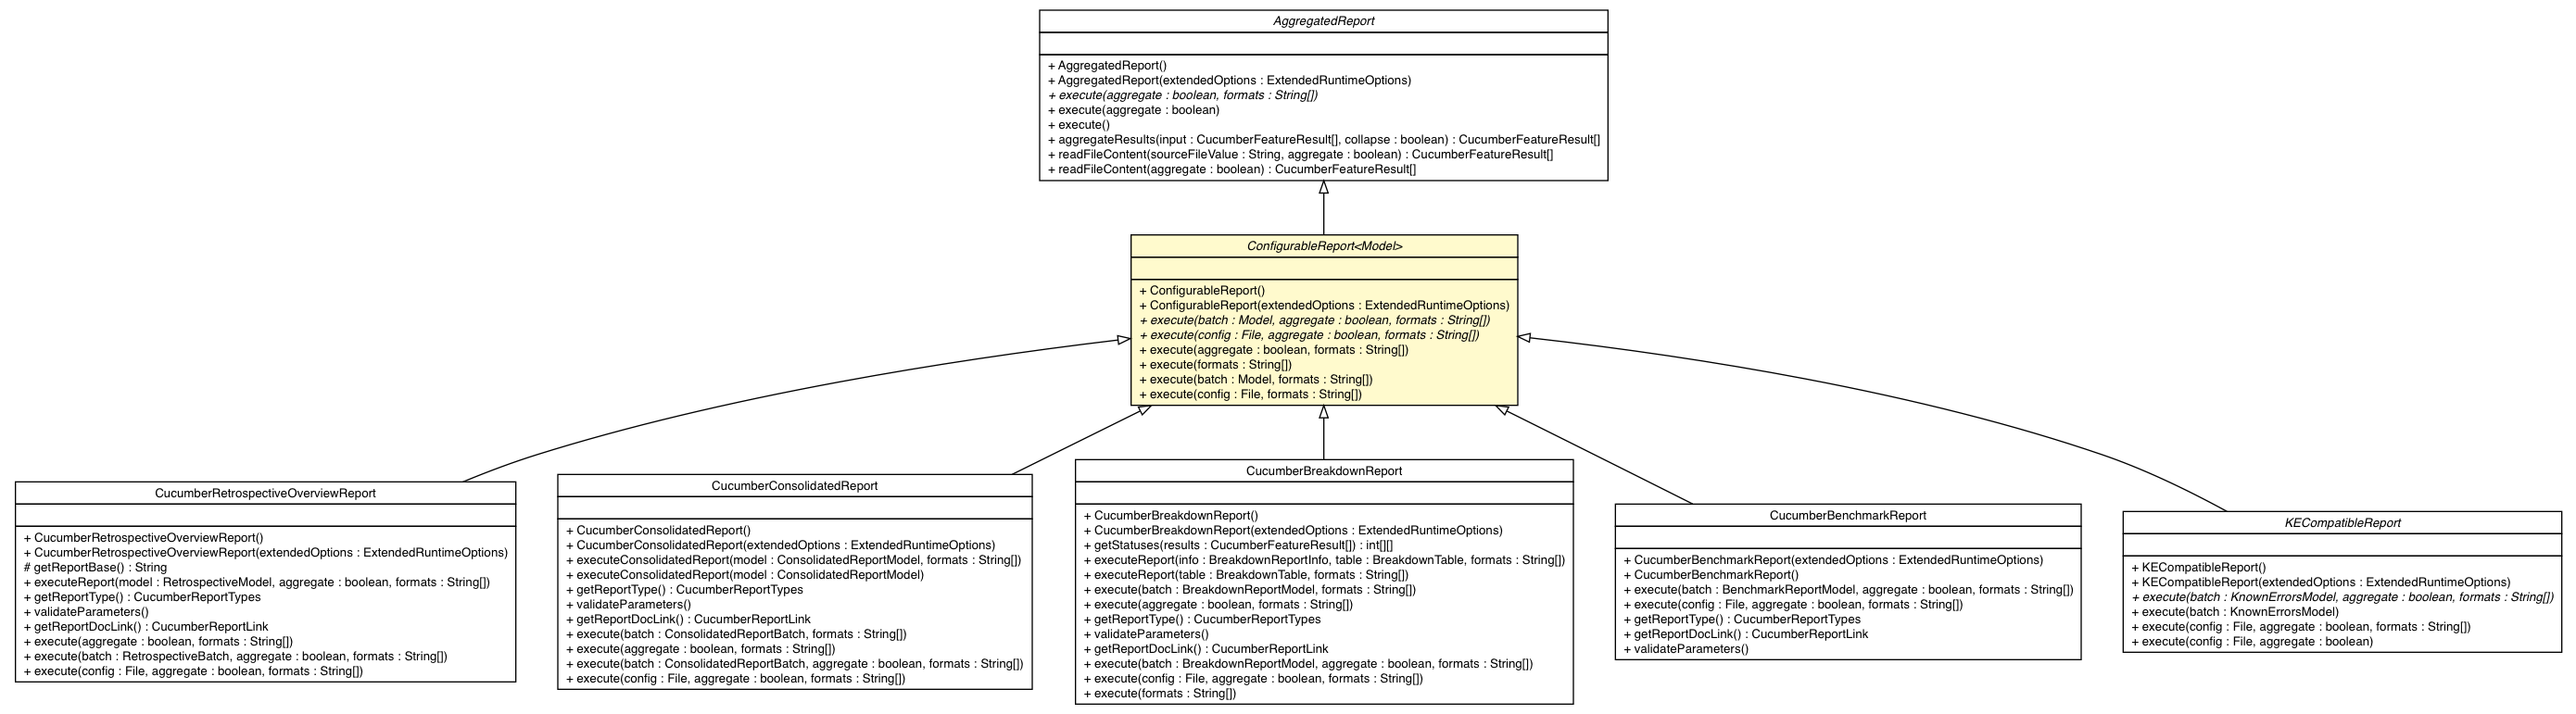 AggregatedReport
+ AggregatedReport()
+ AggregatedReport(extendedOptions : ExtendedRuntimeOptions)
+ execute(aggregate : boolean, formats : String[])
+ execute(aggregate : boolean)
+ execute()
+ aggregateResults(input : CucumberFeatureResult[], collapse : boolean) : CucumberFeatureResult[]
+ readFileContent(sourceFileValue : String, aggregate : boolean) : CucumberFeatureResult[]
+ readFileContent(aggregate : boolean) : CucumberFeatureResult[]
ConfigurableReport<Model>
+ ConfigurableReport()
+ ConfigurableReport(extendedOptions : ExtendedRuntimeOptions)
+ execute(batch : Model, aggregate : boolean, formats : String[])
+ execute(config : File, aggregate : boolean, formats : String[])
+ execute(aggregate : boolean, formats : String[])
+ execute(formats : String[])
+ execute(batch : Model, formats : String[])
+ execute(config : File, formats : String[])
CucumberRetrospectiveOverviewReport
+ CucumberRetrospectiveOverviewReport()
+ CucumberRetrospectiveOverviewReport(extendedOptions : ExtendedRuntimeOptions)
# getReportBase() : String
+ executeReport(model : RetrospectiveModel, aggregate : boolean, formats : String[])
+ getReportType() : CucumberReportTypes
+ validateParameters()
+ getReportDocLink() : CucumberReportLink
+ execute(aggregate : boolean, formats : String[])
+ execute(batch : RetrospectiveBatch, aggregate : boolean, formats : String[])
+ execute(config : File, aggregate : boolean, formats : String[])
CucumberConsolidatedReport
+ CucumberConsolidatedReport()
+ CucumberConsolidatedReport(extendedOptions : ExtendedRuntimeOptions)
+ executeConsolidatedReport(model : ConsolidatedReportModel, formats : String[])
+ executeConsolidatedReport(model : ConsolidatedReportModel)
+ getReportType() : CucumberReportTypes
+ validateParameters()
+ getReportDocLink() : CucumberReportLink
+ execute(batch : ConsolidatedReportBatch, formats : String[])
+ execute(aggregate : boolean, formats : String[])
+ execute(batch : ConsolidatedReportBatch, aggregate : boolean, formats : String[])
+ execute(config : File, aggregate : boolean, formats : String[])
CucumberBreakdownReport
+ CucumberBreakdownReport()
+ CucumberBreakdownReport(extendedOptions : ExtendedRuntimeOptions)
+ getStatuses(results : CucumberFeatureResult[]) : int[][]
+ executeReport(info : BreakdownReportInfo, table : BreakdownTable, formats : String[])
+ executeReport(table : BreakdownTable, formats : String[])
+ execute(batch : BreakdownReportModel, formats : String[])
+ execute(aggregate : boolean, formats : String[])
+ getReportType() : CucumberReportTypes
+ validateParameters()
+ getReportDocLink() : CucumberReportLink
+ execute(batch : BreakdownReportModel, aggregate : boolean, formats : String[])
+ execute(config : File, aggregate : boolean, formats : String[])
+ execute(formats : String[])
CucumberBenchmarkReport
+ CucumberBenchmarkReport(extendedOptions : ExtendedRuntimeOptions)
+ CucumberBenchmarkReport()
+ execute(batch : BenchmarkReportModel, aggregate : boolean, formats : String[])
+ execute(config : File, aggregate : boolean, formats : String[])
+ getReportType() : CucumberReportTypes
+ getReportDocLink() : CucumberReportLink
+ validateParameters()
KECompatibleReport
+ KECompatibleReport()
+ KECompatibleReport(extendedOptions : ExtendedRuntimeOptions)
+ execute(batch : KnownErrorsModel, aggregate : boolean, formats : String[])
+ execute(batch : KnownErrorsModel)
+ execute(config : File, aggregate : boolean, formats : String[])
+ execute(config : File, aggregate : boolean)